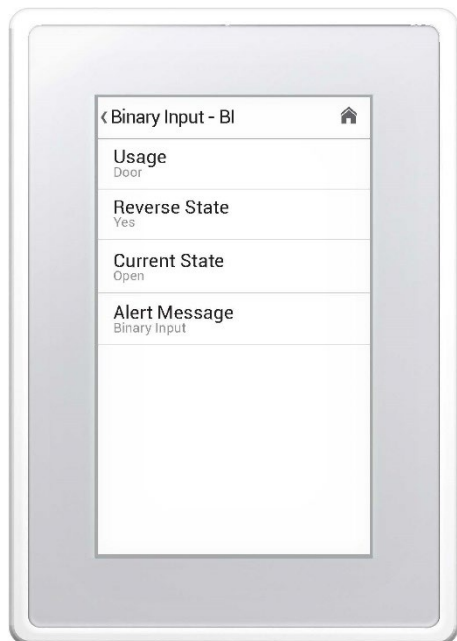 Binary Input - BI
Usage
Door
Reverse State
Yes
Current State
Open
Alert Message
Binary Input